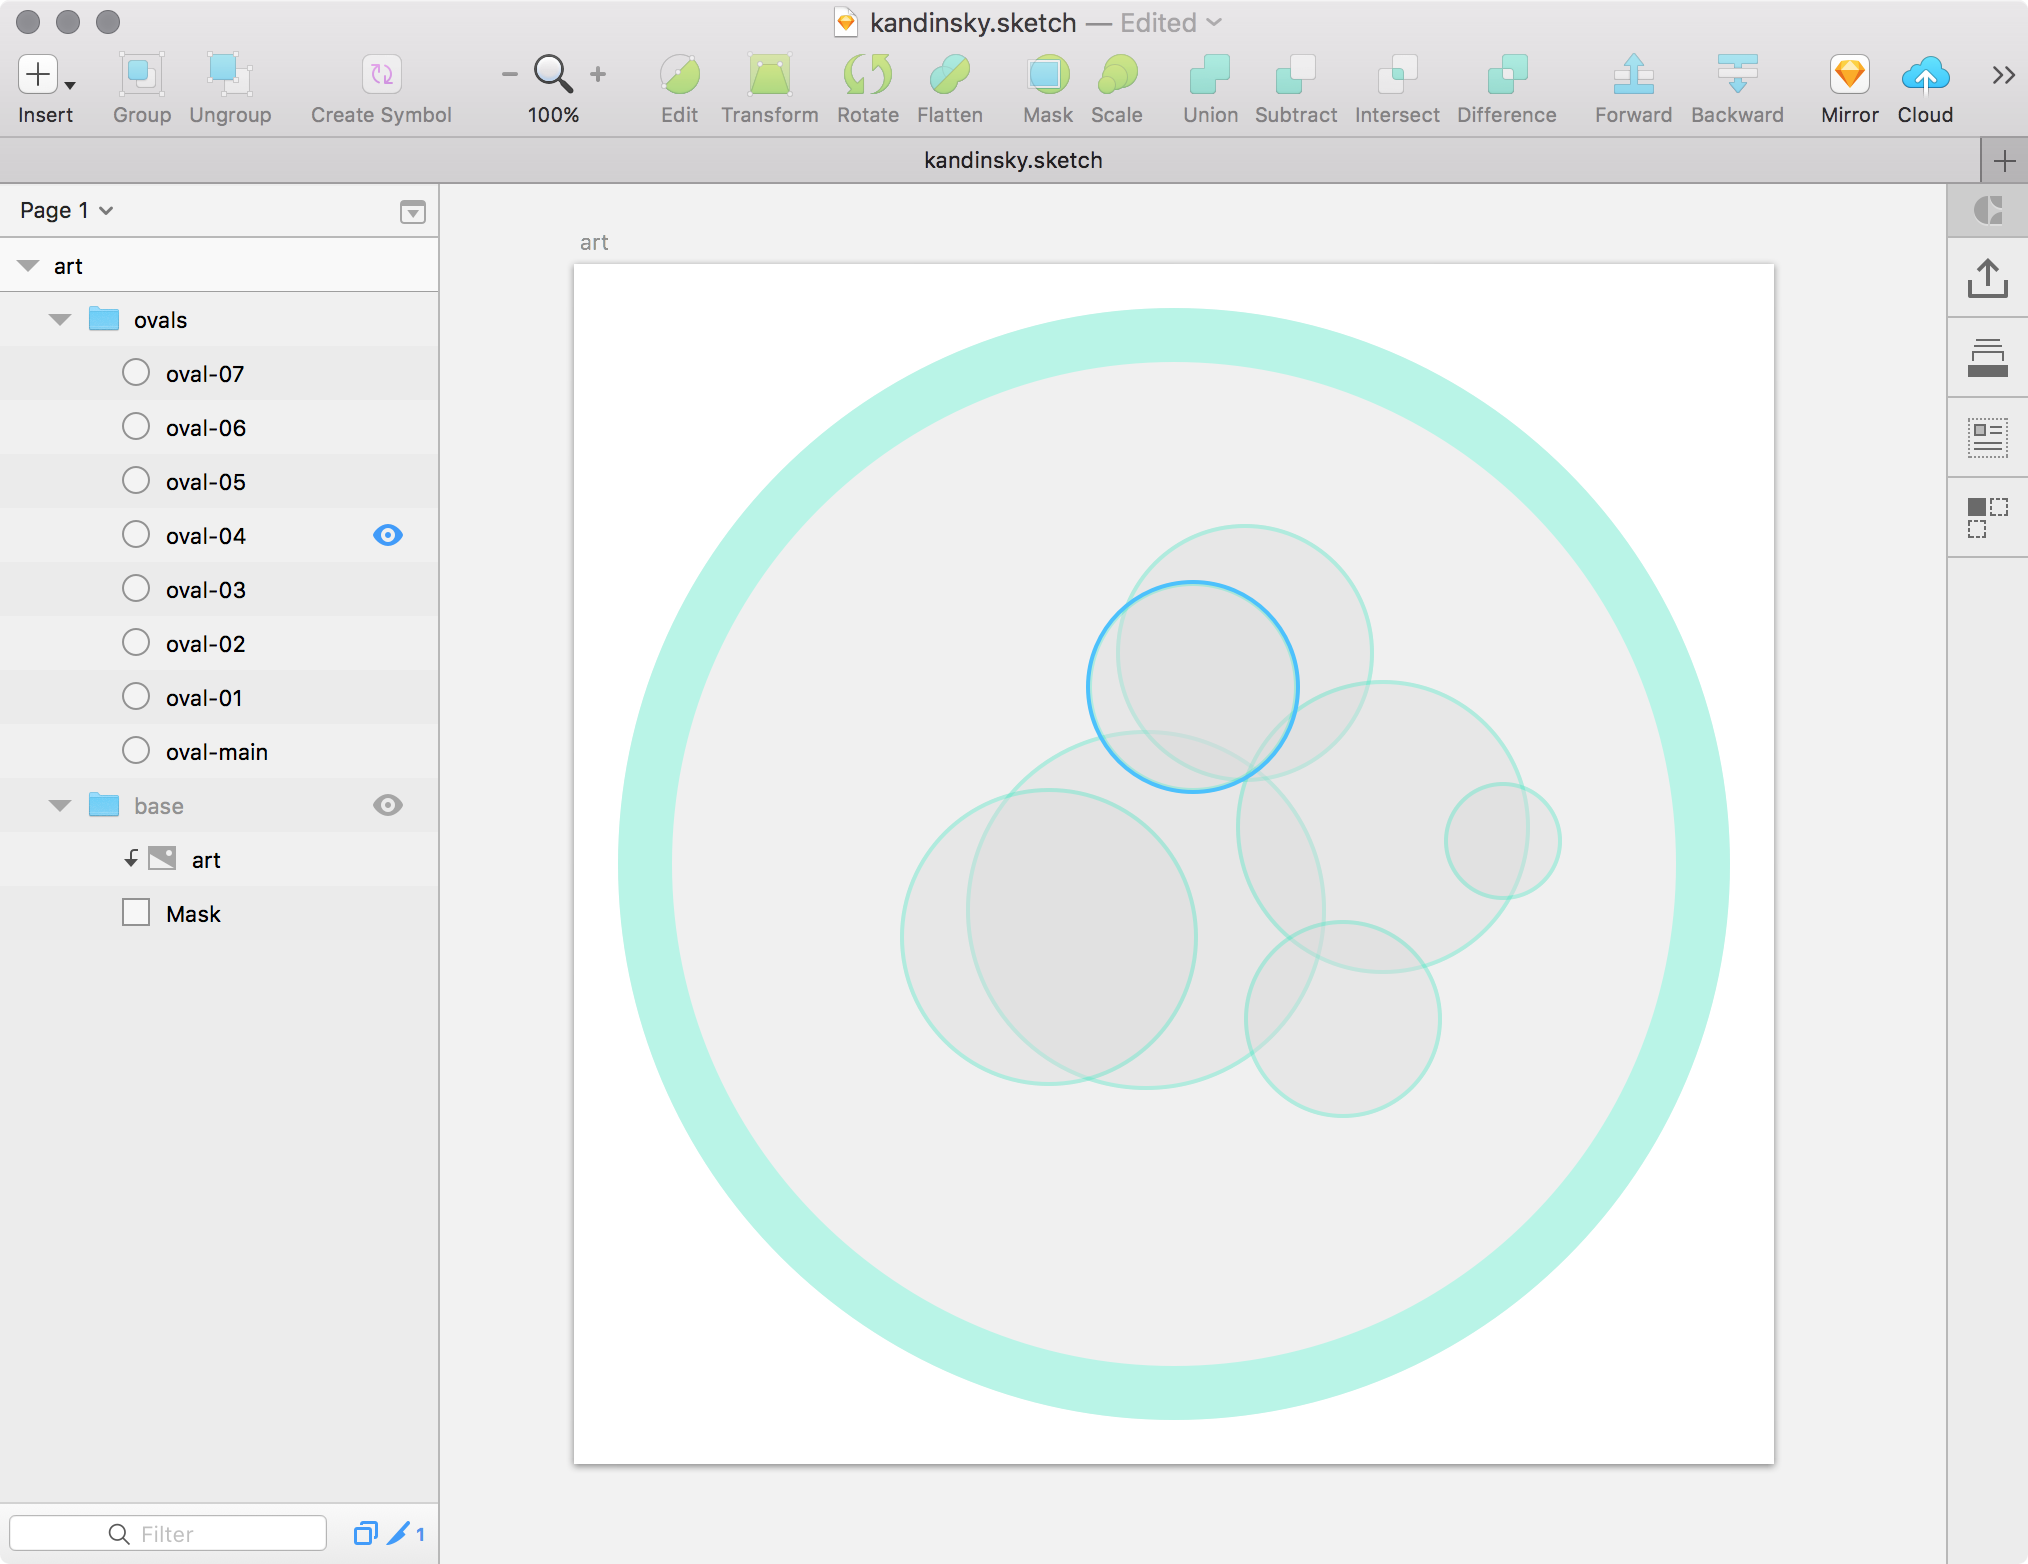 kandinsky.sketch — Edited
Insert Group Ungroup Create Symbol 100% Edit Transform Rotate Flatten Mask Scale Union Subtract Intersect Difference Forward Backward Mirror Cloud
kandinsky.sketch
Page 1
art
art
ovals
oval-07
oval-06
oval-05
oval-04
oval-03
oval-02
oval-01
oval-main
base
art
Mask
Filter 1